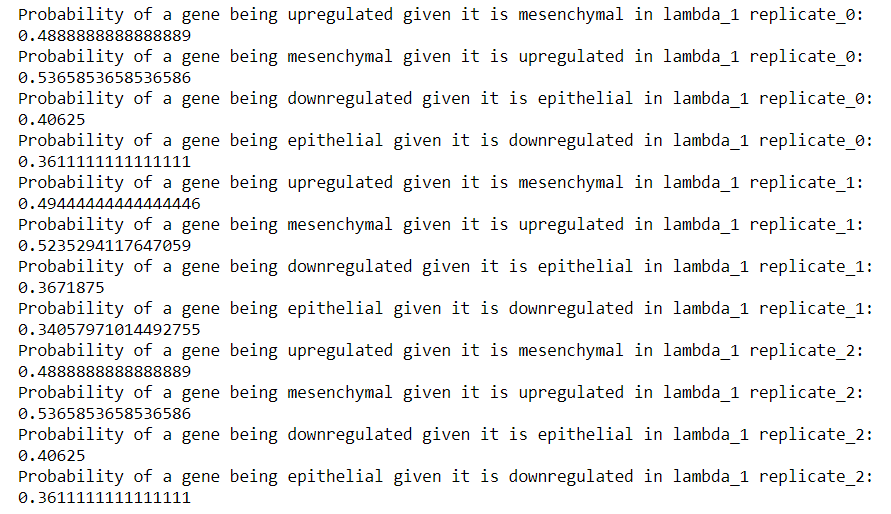 Probability of a gene being upregulated given it is mesenchymal in lambda_1 replicate_0:
0.4888888888888889
Probability of a gene being mesenchymal given it is upregulated in lambda_1 replicate_0:
0.5365853658536586
Probability of a gene being downregulated given it is epithelial in lambda_1 replicate_0:
0.40625
Probability of a gene being epithelial given it is downregulated in lambda_1 replicate_0:
0.3611111111111111
Probability of a gene being upregulated given it is mesenchymal in lambda_1 replicate_1:
0.49444444444444446
Probability of a gene being mesenchymal given it is upregulated in lambda_1 replicate_1:
0.5235294117647059
Probability of a gene being downregulated given it is epithelial in lambda_1 replicate_1:
0.3671875
Probability of a gene being epithelial given it is downregulated in lambda_1 replicate_1:
0.34057971014492755
Probability of a gene being upregulated given it is mesenchymal in lambda_1 replicate_2:
0.4888888888888889
Probability of a gene being mesenchymal given it is upregulated in lambda_1 replicate_2:
0.5365853658536586
Probability of a gene being downregulated given it is epithelial in lambda_1 replicate_2:
0.40625
Probability of a gene being epithelial given it is downregulated in lambda_1 replicate_2:
0.3611111111111111